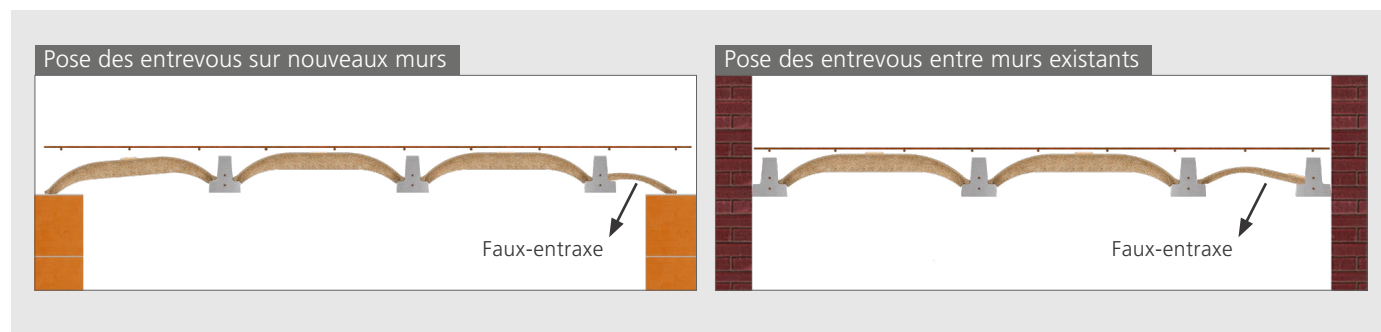 Pose des entrevous sur nouveaux murs
Faux-entraxe
Pose des entrevous entre murs existants
Faux-entraxe